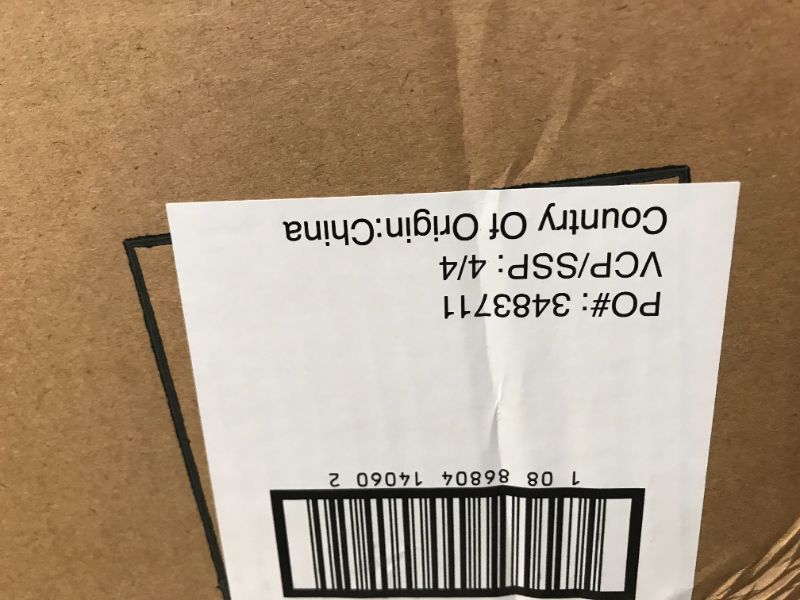 1 08 86804 14060 2
PO#: 3483711
VCP/SSP: 4/4
Country Of Origin:China